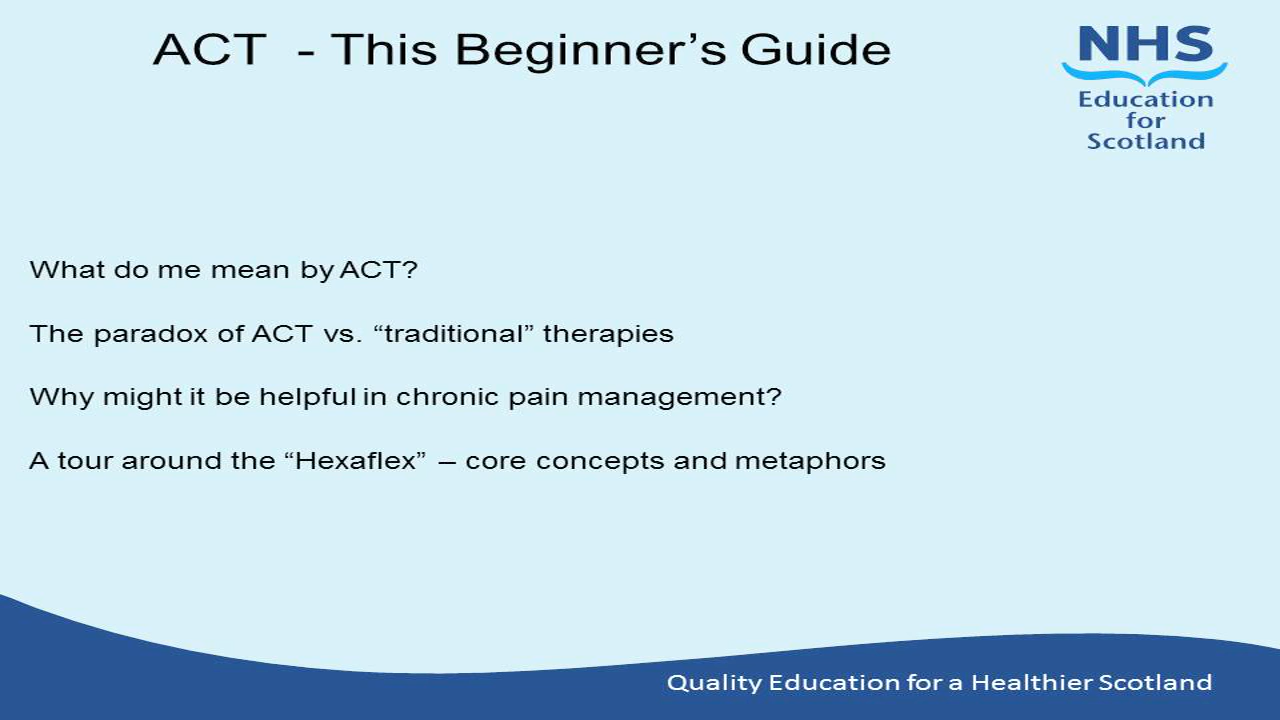 ACT - This Beginner’s Guide
NHS
Education
for
Scotland
What do me mean by ACT?
The paradox of ACT vs. “traditional” therapies
Why might it be helpful in chronic pain management?
A tour around the “Hexaflex” – core concepts and metaphors
Quality Education for a Healthier Scotland